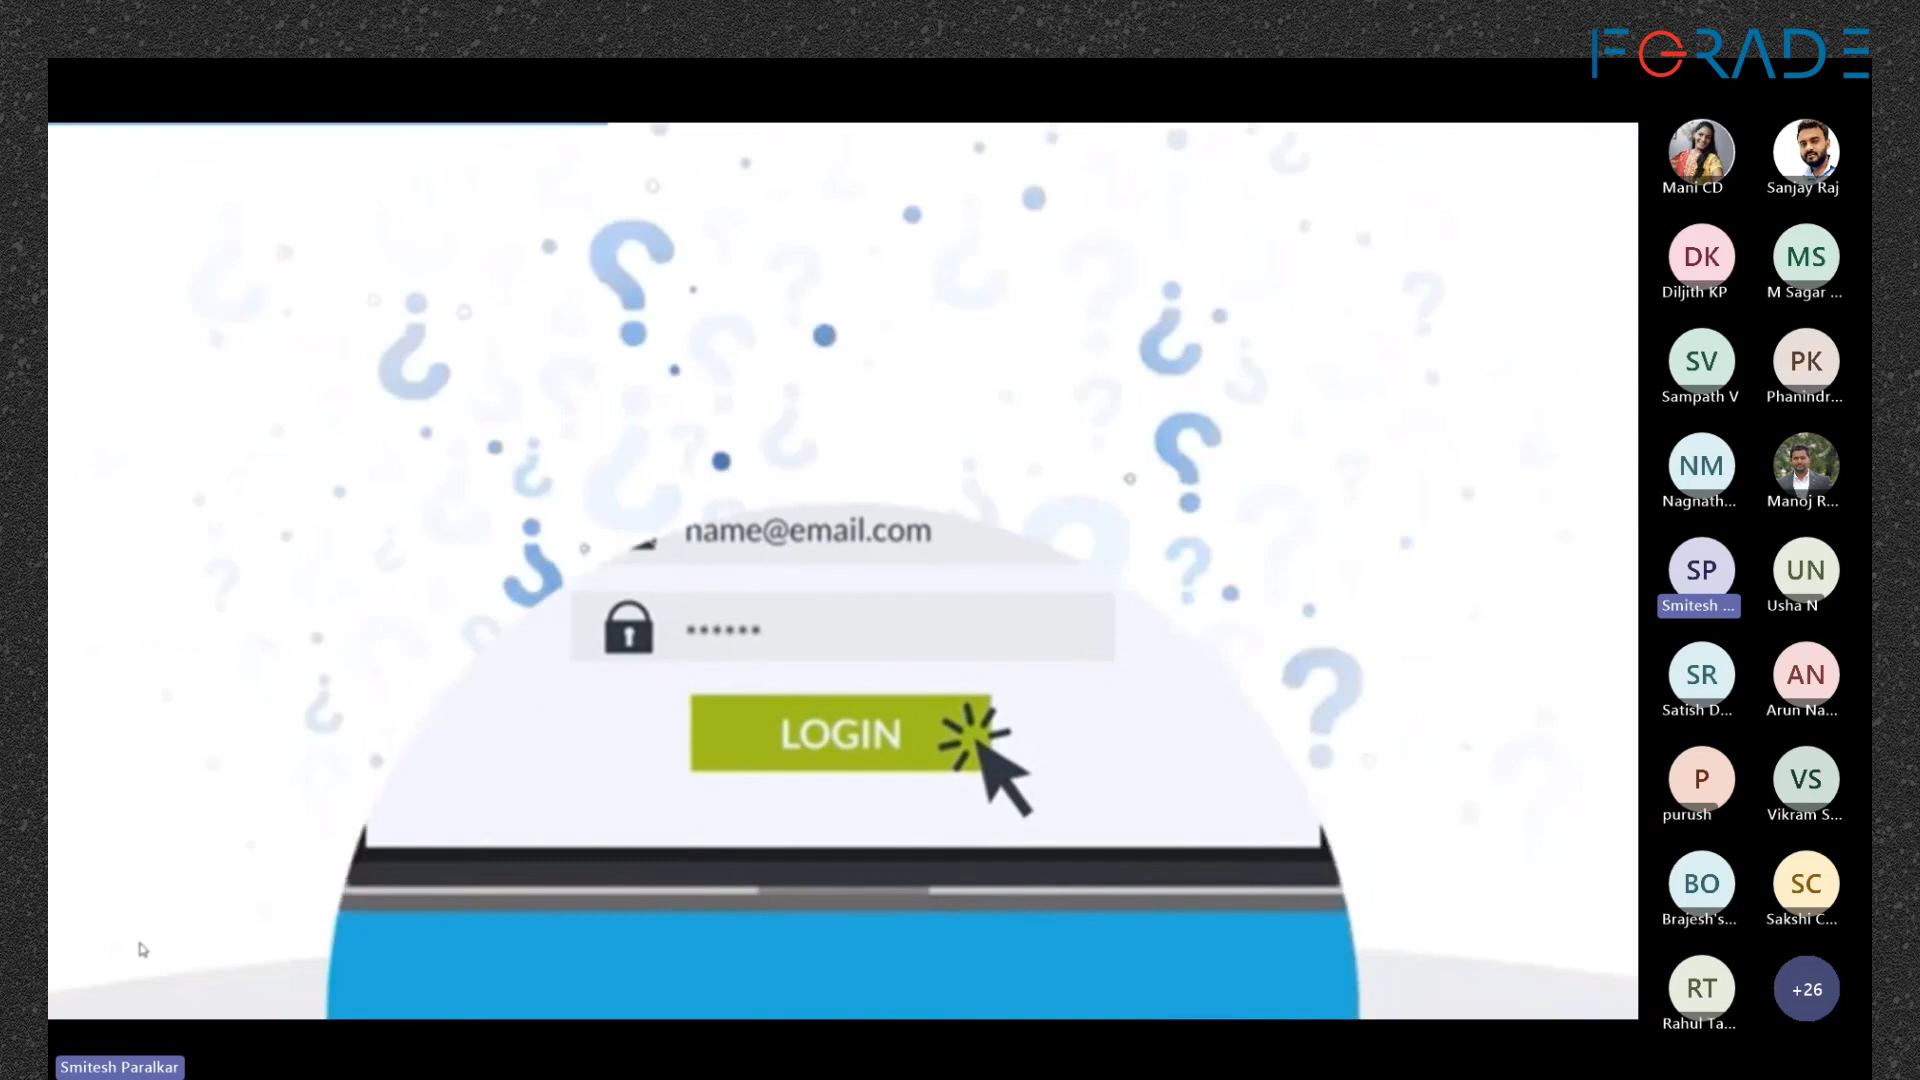 FGRADE
name@email.com
••••••
LOGIN
Mani CD
Sanjay Raj
DK
Diljith KP
MS
M Sagar ...
SV
Sampath V
PK
Phanindr...
NM
Nagnath...
Manoj R...
SP
Smitesh ...
UN
Usha N
SR
Satish D...
AN
Arun Na...
P
purush
VS
Vikram S...
BO
Brajesh's...
SC
Sakshi C...
RT
Rahul Ta...
+26
Smitesh Paralkar